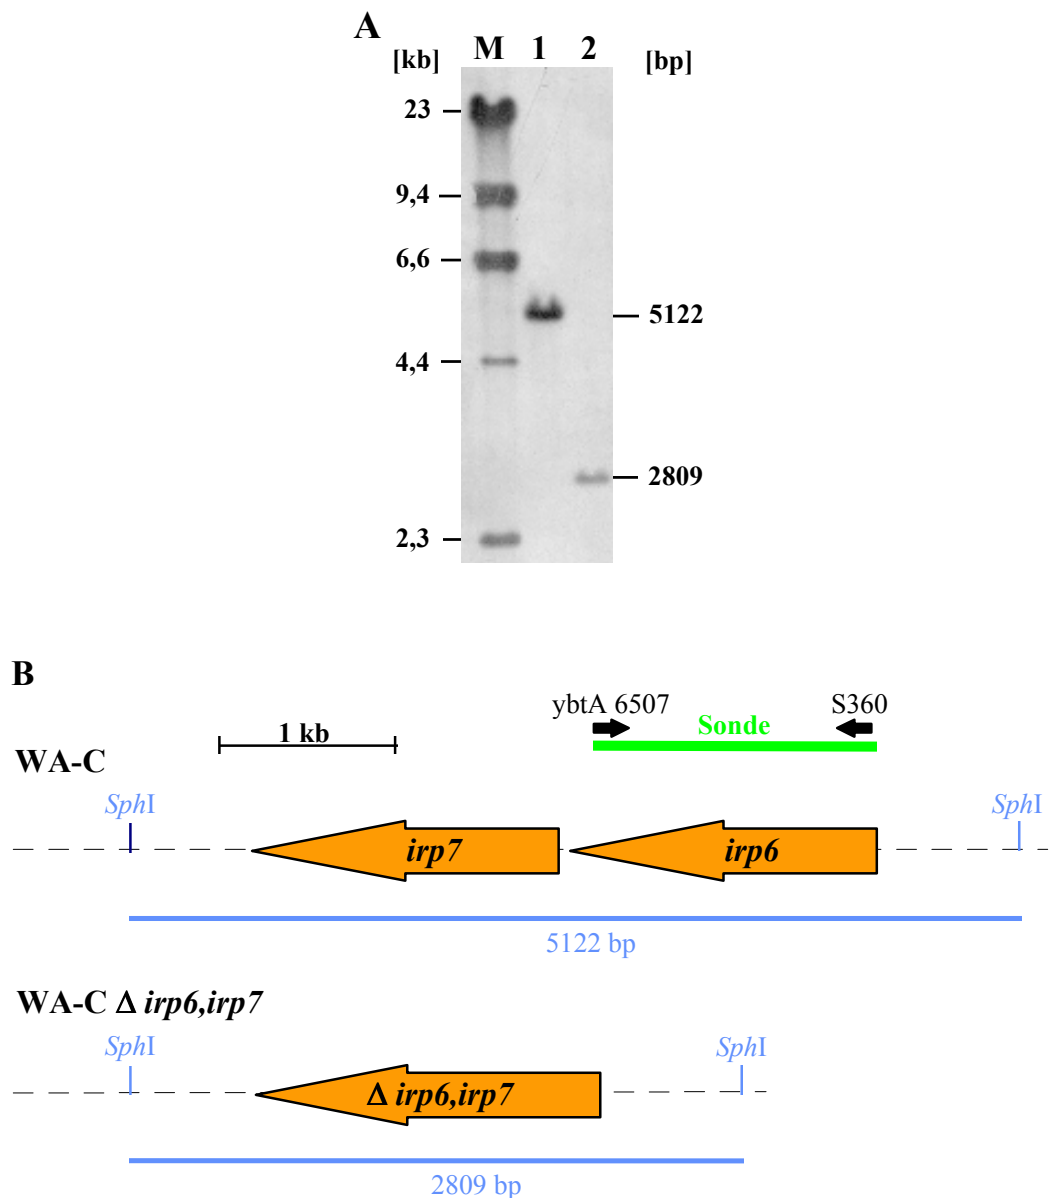 A
M 1 2
[kb] [bp]
23
9,4
6,6
5122
4,4
2809
2,3
B
ybtA 6507 S360
Sonde
1 kb
WA-C
SphI SphI
irp7 irp6
5122 bp
WA-C Δ irp6,irp7
SphI SphI
Δ irp6,irp7
2809 bp